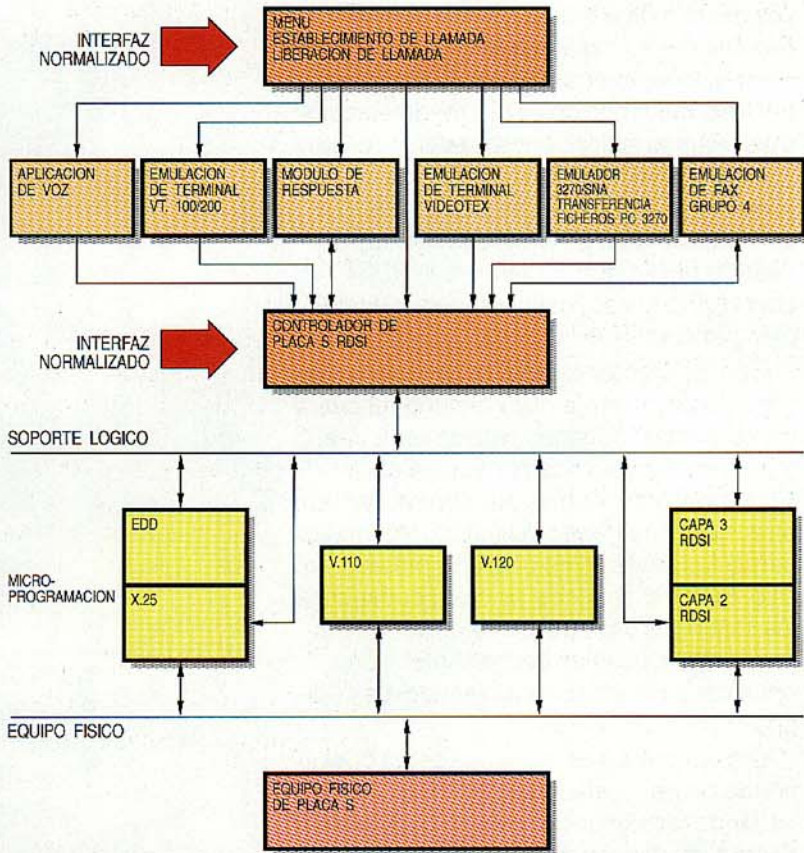 MENU
ESTABLECIMIENTO DE LLAMADA
LIBERACION DE LLAMADA
INTERFAZ
NORMALIZADO
APLICACION
DE VOZ
EMULACION
DE TERMINAL
VT. 100/200
MODULO DE
RESPUESTA
EMULACION
DE TERMINAL
VIDEOTEX
EMULADOR
3270/SNA
TRANSFERENCIA
FICHEROS PC 3270
EMULACION
DE FAX
GRUPO 4
INTERFAZ
NORMALIZADO
CONTROLADOR DE
PLACA S RDSI
SOPORTE LOGICO
MICRO-
PROGRAMACION
EDD
X.25
V.110
V.120
CAPA 3
RDSI
CAPA 2
RDSI
EQUIPO FISICO
EQUIPO FISICO
DE PLACA S